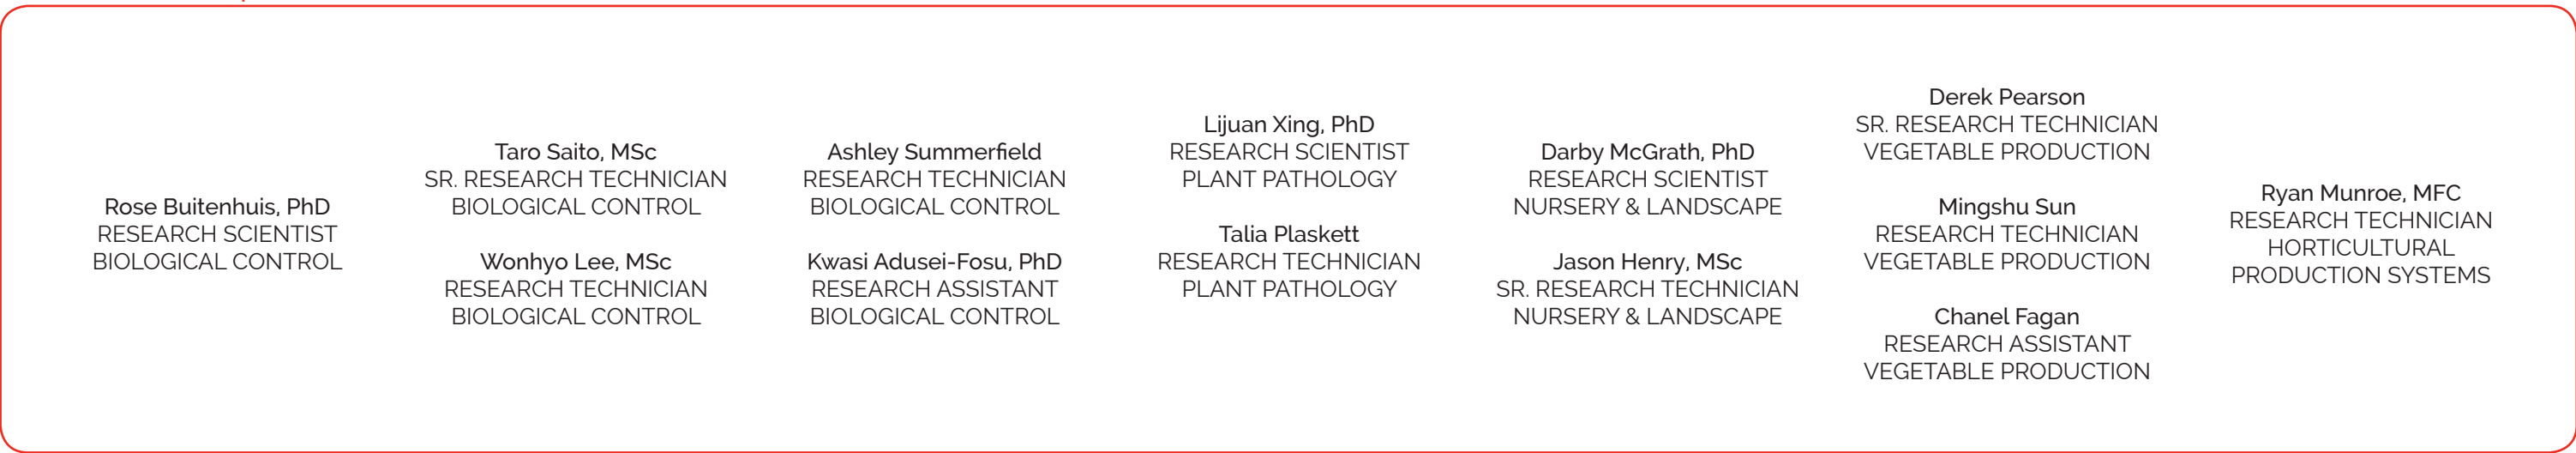 Rose Buitenhuis, PhD
RESEARCH SCIENTIST
BIOLOGICAL CONTROL
Taro Saito, MSc
SR. RESEARCH TECHNICIAN
BIOLOGICAL CONTROL
Wonhyo Lee, MSc
RESEARCH TECHNICIAN
BIOLOGICAL CONTROL
Ashley Summerfield
RESEARCH TECHNICIAN
BIOLOGICAL CONTROL
Kwasi Adusei-Fosu, PhD
RESEARCH ASSISTANT
BIOLOGICAL CONTROL
Lijuan Xing, PhD
RESEARCH SCIENTIST
PLANT PATHOLOGY
Talia Plaskett
RESEARCH TECHNICIAN
PLANT PATHOLOGY
Darby McGrath, PhD
RESEARCH SCIENTIST
NURSERY & LANDSCAPE
Jason Henry, MSc
SR. RESEARCH TECHNICIAN
NURSERY & LANDSCAPE
Derek Pearson
SR. RESEARCH TECHNICIAN
VEGETABLE PRODUCTION
Mingshu Sun
RESEARCH TECHNICIAN
VEGETABLE PRODUCTION
Chanel Fagan
RESEARCH ASSISTANT
VEGETABLE PRODUCTION
Ryan Munroe, MFC
RESEARCH TECHNICIAN
HORTICULTURAL
PRODUCTION SYSTEMS